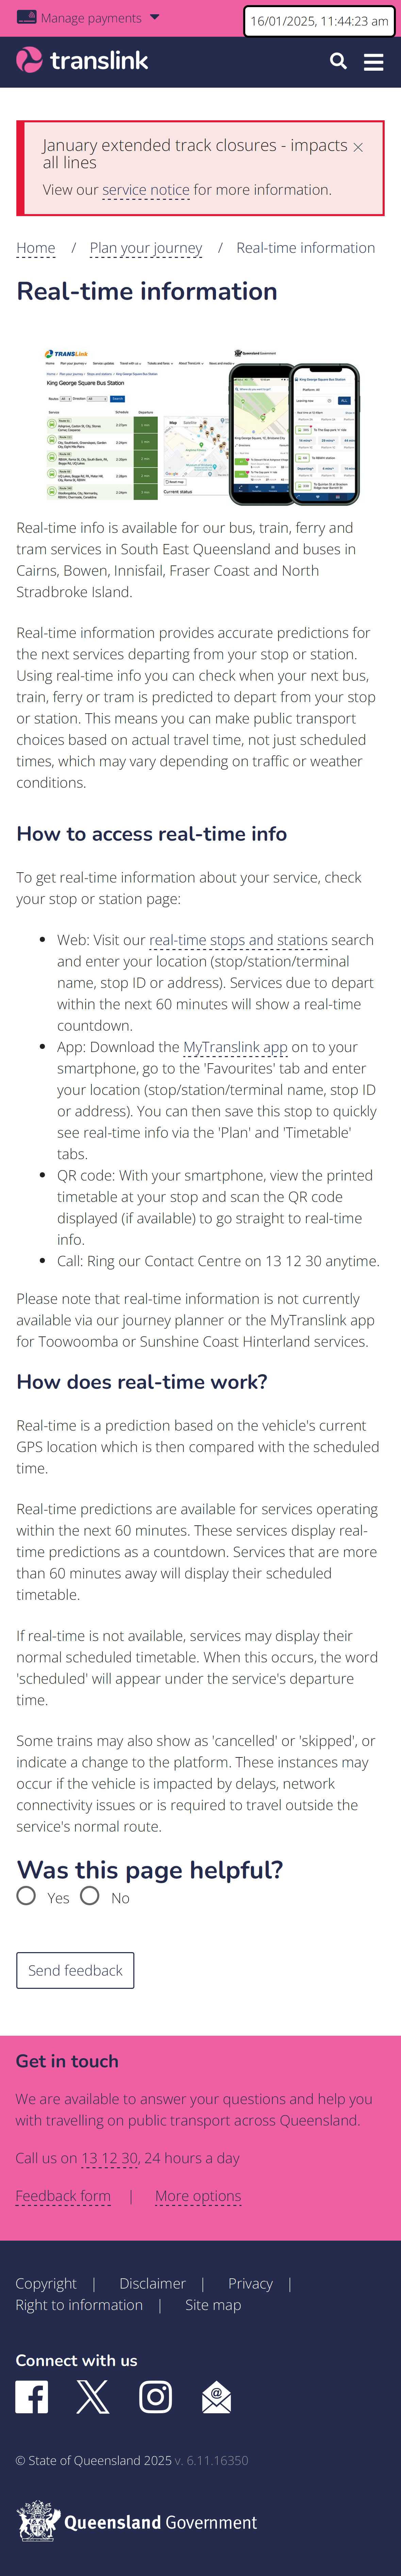 Manage payments
16/01/2025, 11:44:23 am
translink
January extended track closures - impacts
all lines
View our service notice for more information.
Home / Plan your journey / Real-time information
Real-time information
TRANSLink
Queensland Government
King George Square Bus Station
Real-time info is available for our bus, train, ferry and
tram services in South East Queensland and buses in
Cairns, Bowen, Innisfail, Fraser Coast and North
Stradbroke Island.
Real-time information provides accurate predictions for
the next services departing from your stop or station.
Using real-time info you can check when your next bus,
train, ferry or tram is predicted to depart from your stop
or station. This means you can make public transport
choices based on actual travel time, not just scheduled
times, which may vary depending on traffic or weather
conditions.
How to access real-time info
To get real-time information about your service, check
your stop or station page:
Web: Visit our real-time stops and stations search
and enter your location (stop/station/terminal
name, stop ID or address). Services due to depart
within the next 60 minutes will show a real-time
countdown.
App: Download the MyTranslink app on to your
smartphone, go to the 'Favourites' tab and enter
your location (stop/station/terminal name, stop ID
or address). You can then save this stop to quickly
see real-time info via the 'Plan' and 'Timetable'
tabs.
QR code: With your smartphone, view the printed
timetable at your stop and scan the QR code
displayed (if available) to go straight to real-time
info.
Call: Ring our Contact Centre on 13 12 30 anytime.
Please note that real-time information is not currently
available via our journey planner or the MyTranslink app
for Toowoomba or Sunshine Coast Hinterland services.
How does real-time work?
Real-time is a prediction based on the vehicle's current
GPS location which is then compared with the scheduled
time.
Real-time predictions are available for services operating
within the next 60 minutes. These services display real-
time predictions as a countdown. Services that are more
than 60 minutes away will display their scheduled
timetable.
If real-time is not available, services may display their
normal scheduled timetable. When this occurs, the word
'scheduled' will appear under the service's departure
time.
Some trains may also show as 'cancelled' or 'skipped', or
indicate a change to the platform. These instances may
occur if the vehicle is impacted by delays, network
connectivity issues or is required to travel outside the
service's normal route.
Was this page helpful?
Yes No
Send feedback
Get in touch
We are available to answer your questions and help you
with travelling on public transport across Queensland.
Call us on 13 12 30, 24 hours a day
Feedback form | More options
Copyright | Disclaimer | Privacy |
Right to information | Site map
Connect with us
© State of Queensland 2025 v. 6.11.16350
Queensland Government